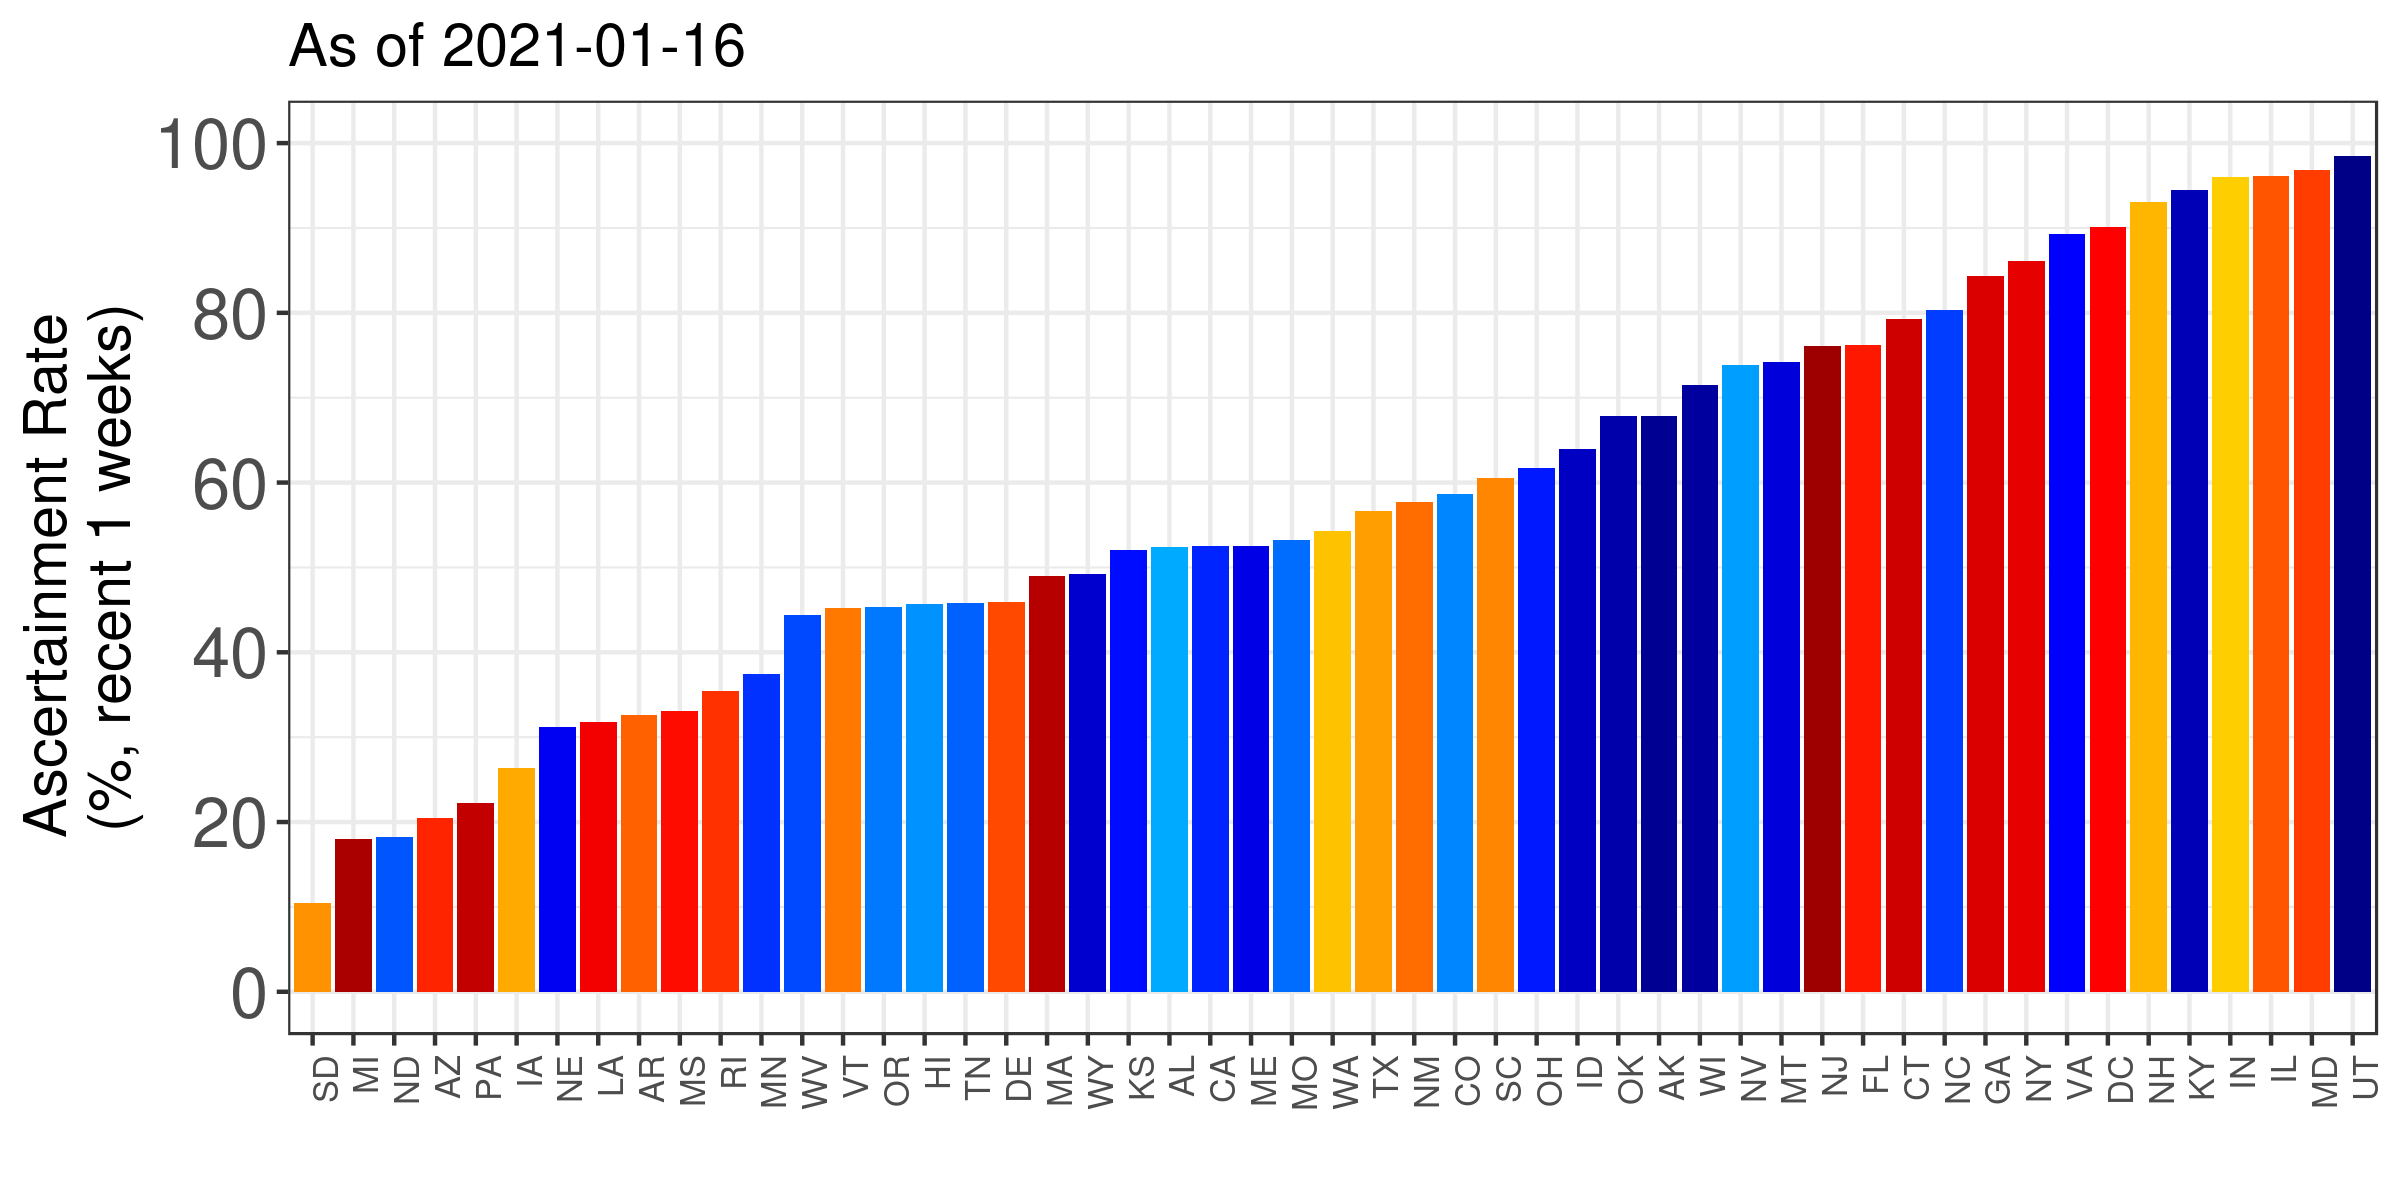 As of 2021-01-16
Ascertainment Rate
(%, recent 1 weeks)
100
80
60
40
20
0
SD MI ND AZ PA IA NE LA AR MS RI MN WV VT OR HI TN DE MA WY KS AL CA ME MO WA TX NM CO SC OH ID OK AK WI NV MT NJ FL CT NC GA NY VA DC NH KY IN IL MD UT